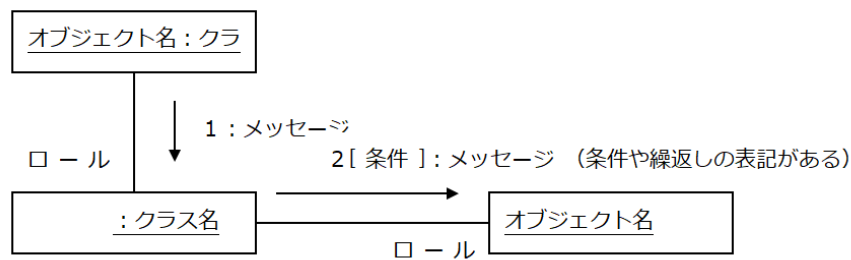 オブジェクト名：クラ
1：メッセージ
ロ ー ル
2[ 条件 ]：メッセージ （条件や繰返しの表記がある）
：クラス名
オブジェクト名
ロ ー ル